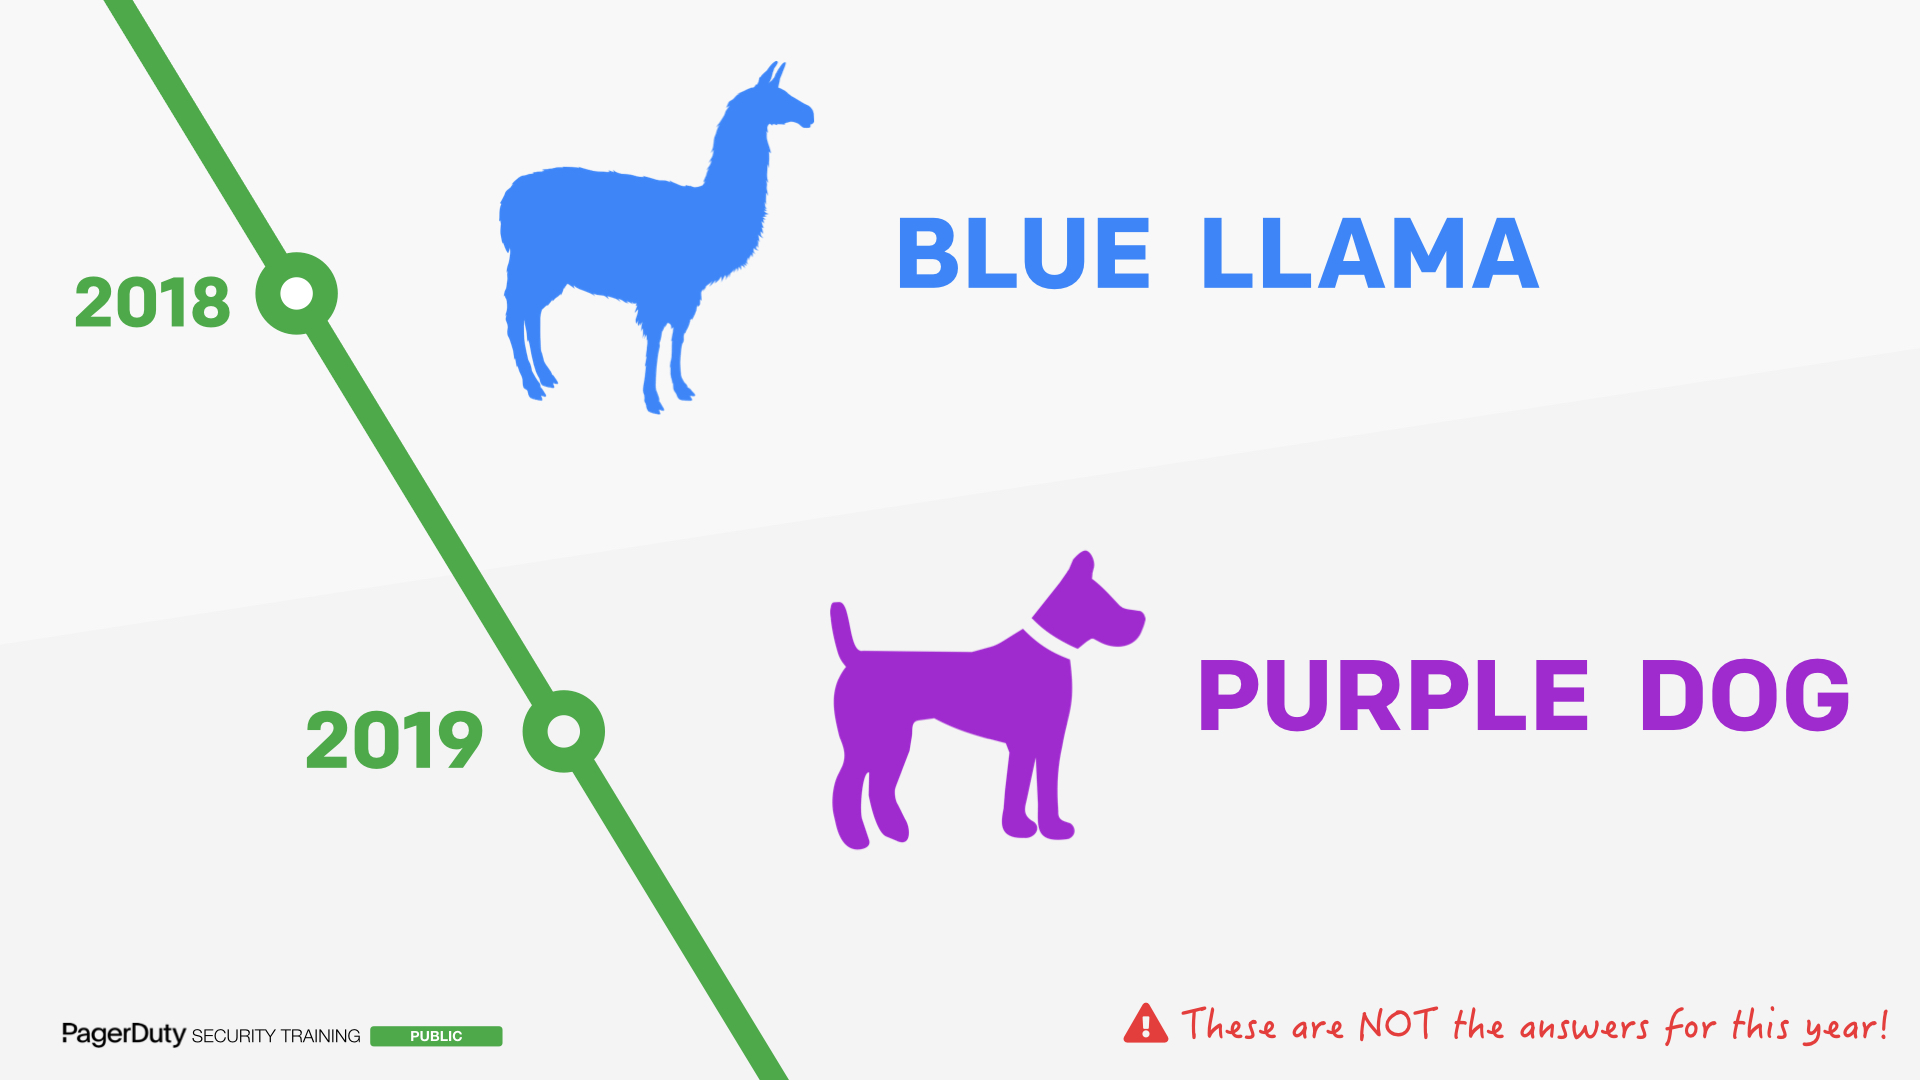 2018
BLUE LLAMA
2019
PURPLE DOG
PagerDuty SECURITY TRAINING PUBLIC
These are NOT the answers for this year!